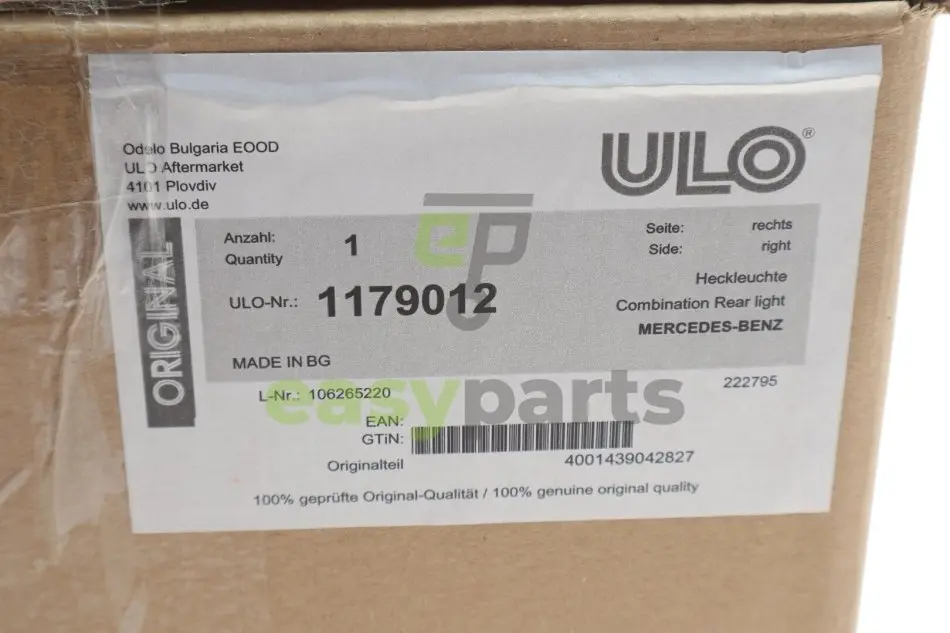 Odelo Bulgaria EOOD
ULO Aftermarket
4101 Plovdiv
www.ulo.de
ULO®
ORIGINAL
Anzahl: 1
Quantity
Seite: rechts
Side: right
ULO-Nr.: 1179012
Heckleuchte
Combination Rear light
MERCEDES-BENZ
MADE IN BG
L-Nr.: 106265220
222795
EAN:
GTiN:
Originalteil 4001439042827
100% geprüfte Original-Qualität / 100% genuine original quality
ep
easyparts